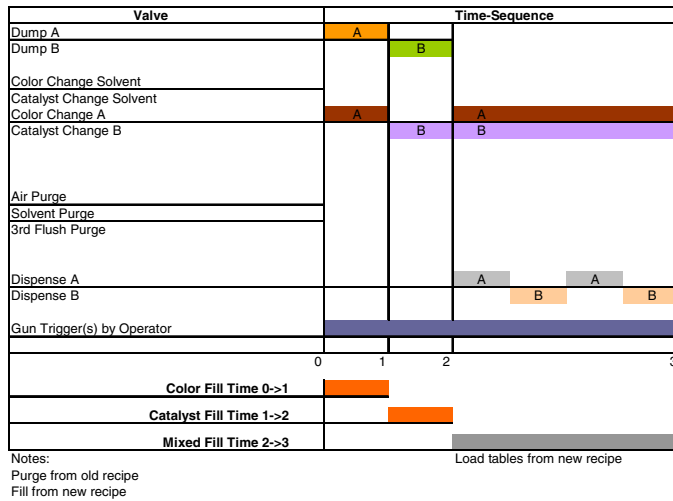 Valve Time-Sequence
Dump A A
Dump B B
Color Change Solvent
Catalyst Change Solvent
Color Change A A A
Catalyst Change B B B
Air Purge
Solvent Purge
3rd Flush Purge
Dispense A A A
Dispense B B B
Gun Trigger(s) by Operator
0 1 2 3
Color Fill Time 0->1
Catalyst Fill Time 1->2
Mixed Fill Time 2->3
Notes: Load tables from new recipe
Purge from old recipe
Fill from new recipe